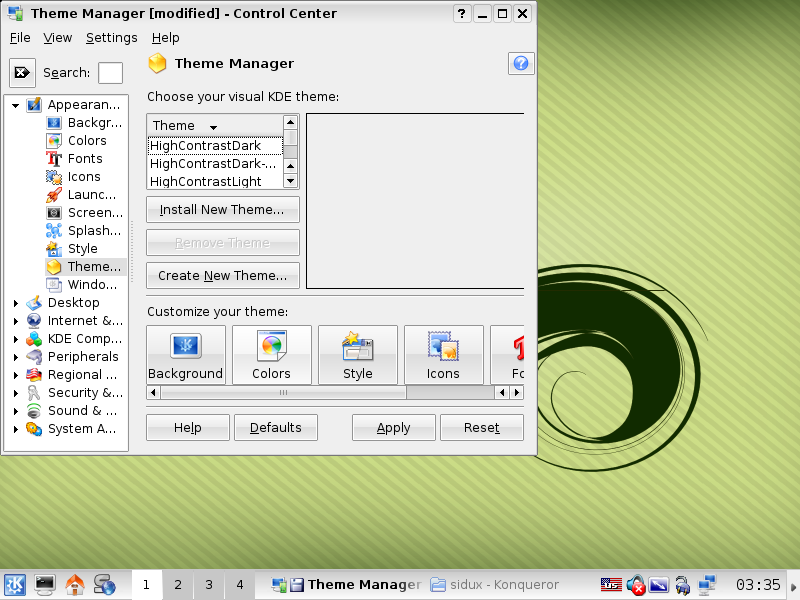 Theme Manager [modified] - Control Center
File View Settings Help
Search:
Theme Manager
Choose your visual KDE theme:
Appearan...
Backgr...
Colors
Fonts
Icons
Launc...
Screen...
Splash...
Style
Theme...
Windo...
Desktop
Internet &...
KDE Comp...
Peripherals
Regional ...
Security &...
Sound & ...
System A...
Theme
HighContrastDark
HighContrastDark-...
HighContrastLight
Install New Theme...
Remove Theme
Create New Theme...
Customize your theme:
Background Colors Style Icons Fo
Help Defaults Apply Reset
1 2 3 4 Theme Manager sidux - Konqueror 03:35